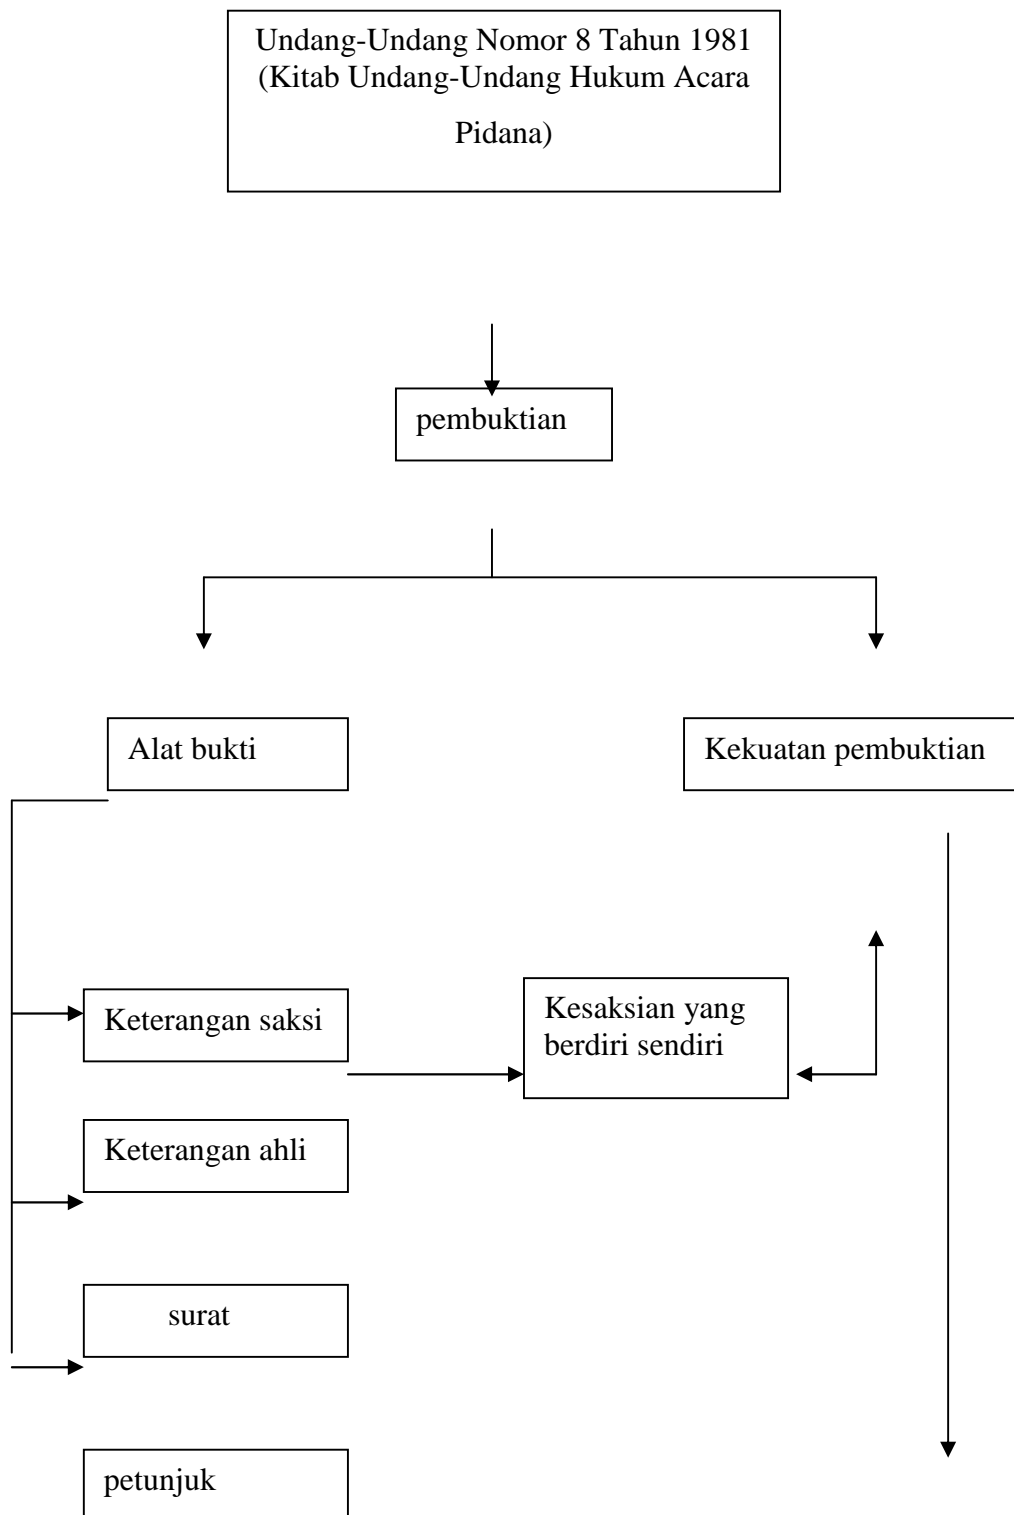 Undang-Undang Nomor 8 Tahun 1981
(Kitab Undang-Undang Hukum Acara
Pidana)
pembuktian
Alat bukti
Kekuatan pembuktian
Keterangan saksi
Kesaksian yang
berdiri sendiri
Keterangan ahli
surat
petunjuk